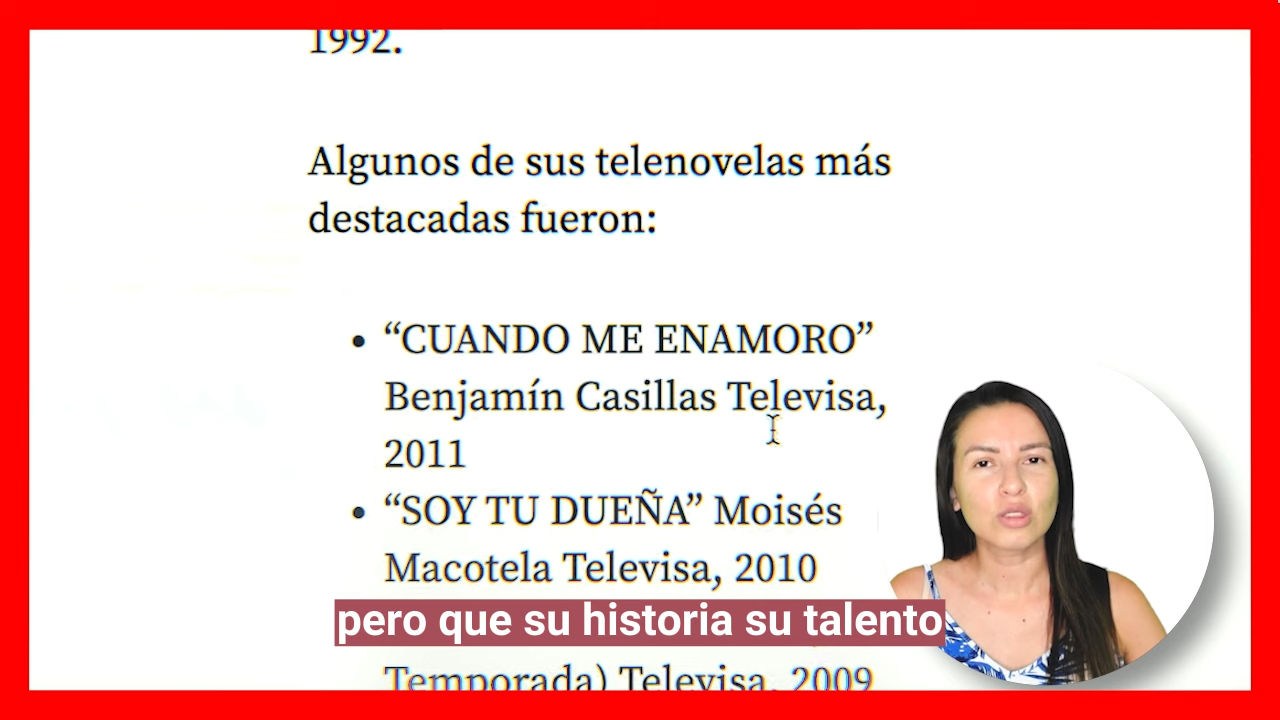 1992.
Algunos de sus telenovelas más
destacadas fueron:
• “CUANDO ME ENAMORO”
Benjamín Casillas Televisa,
2011
• “SOY TU DUEÑA” Moisés
Macotela Televisa, 2010
pero que su historia su talento
Temporada) Televisa, 2009